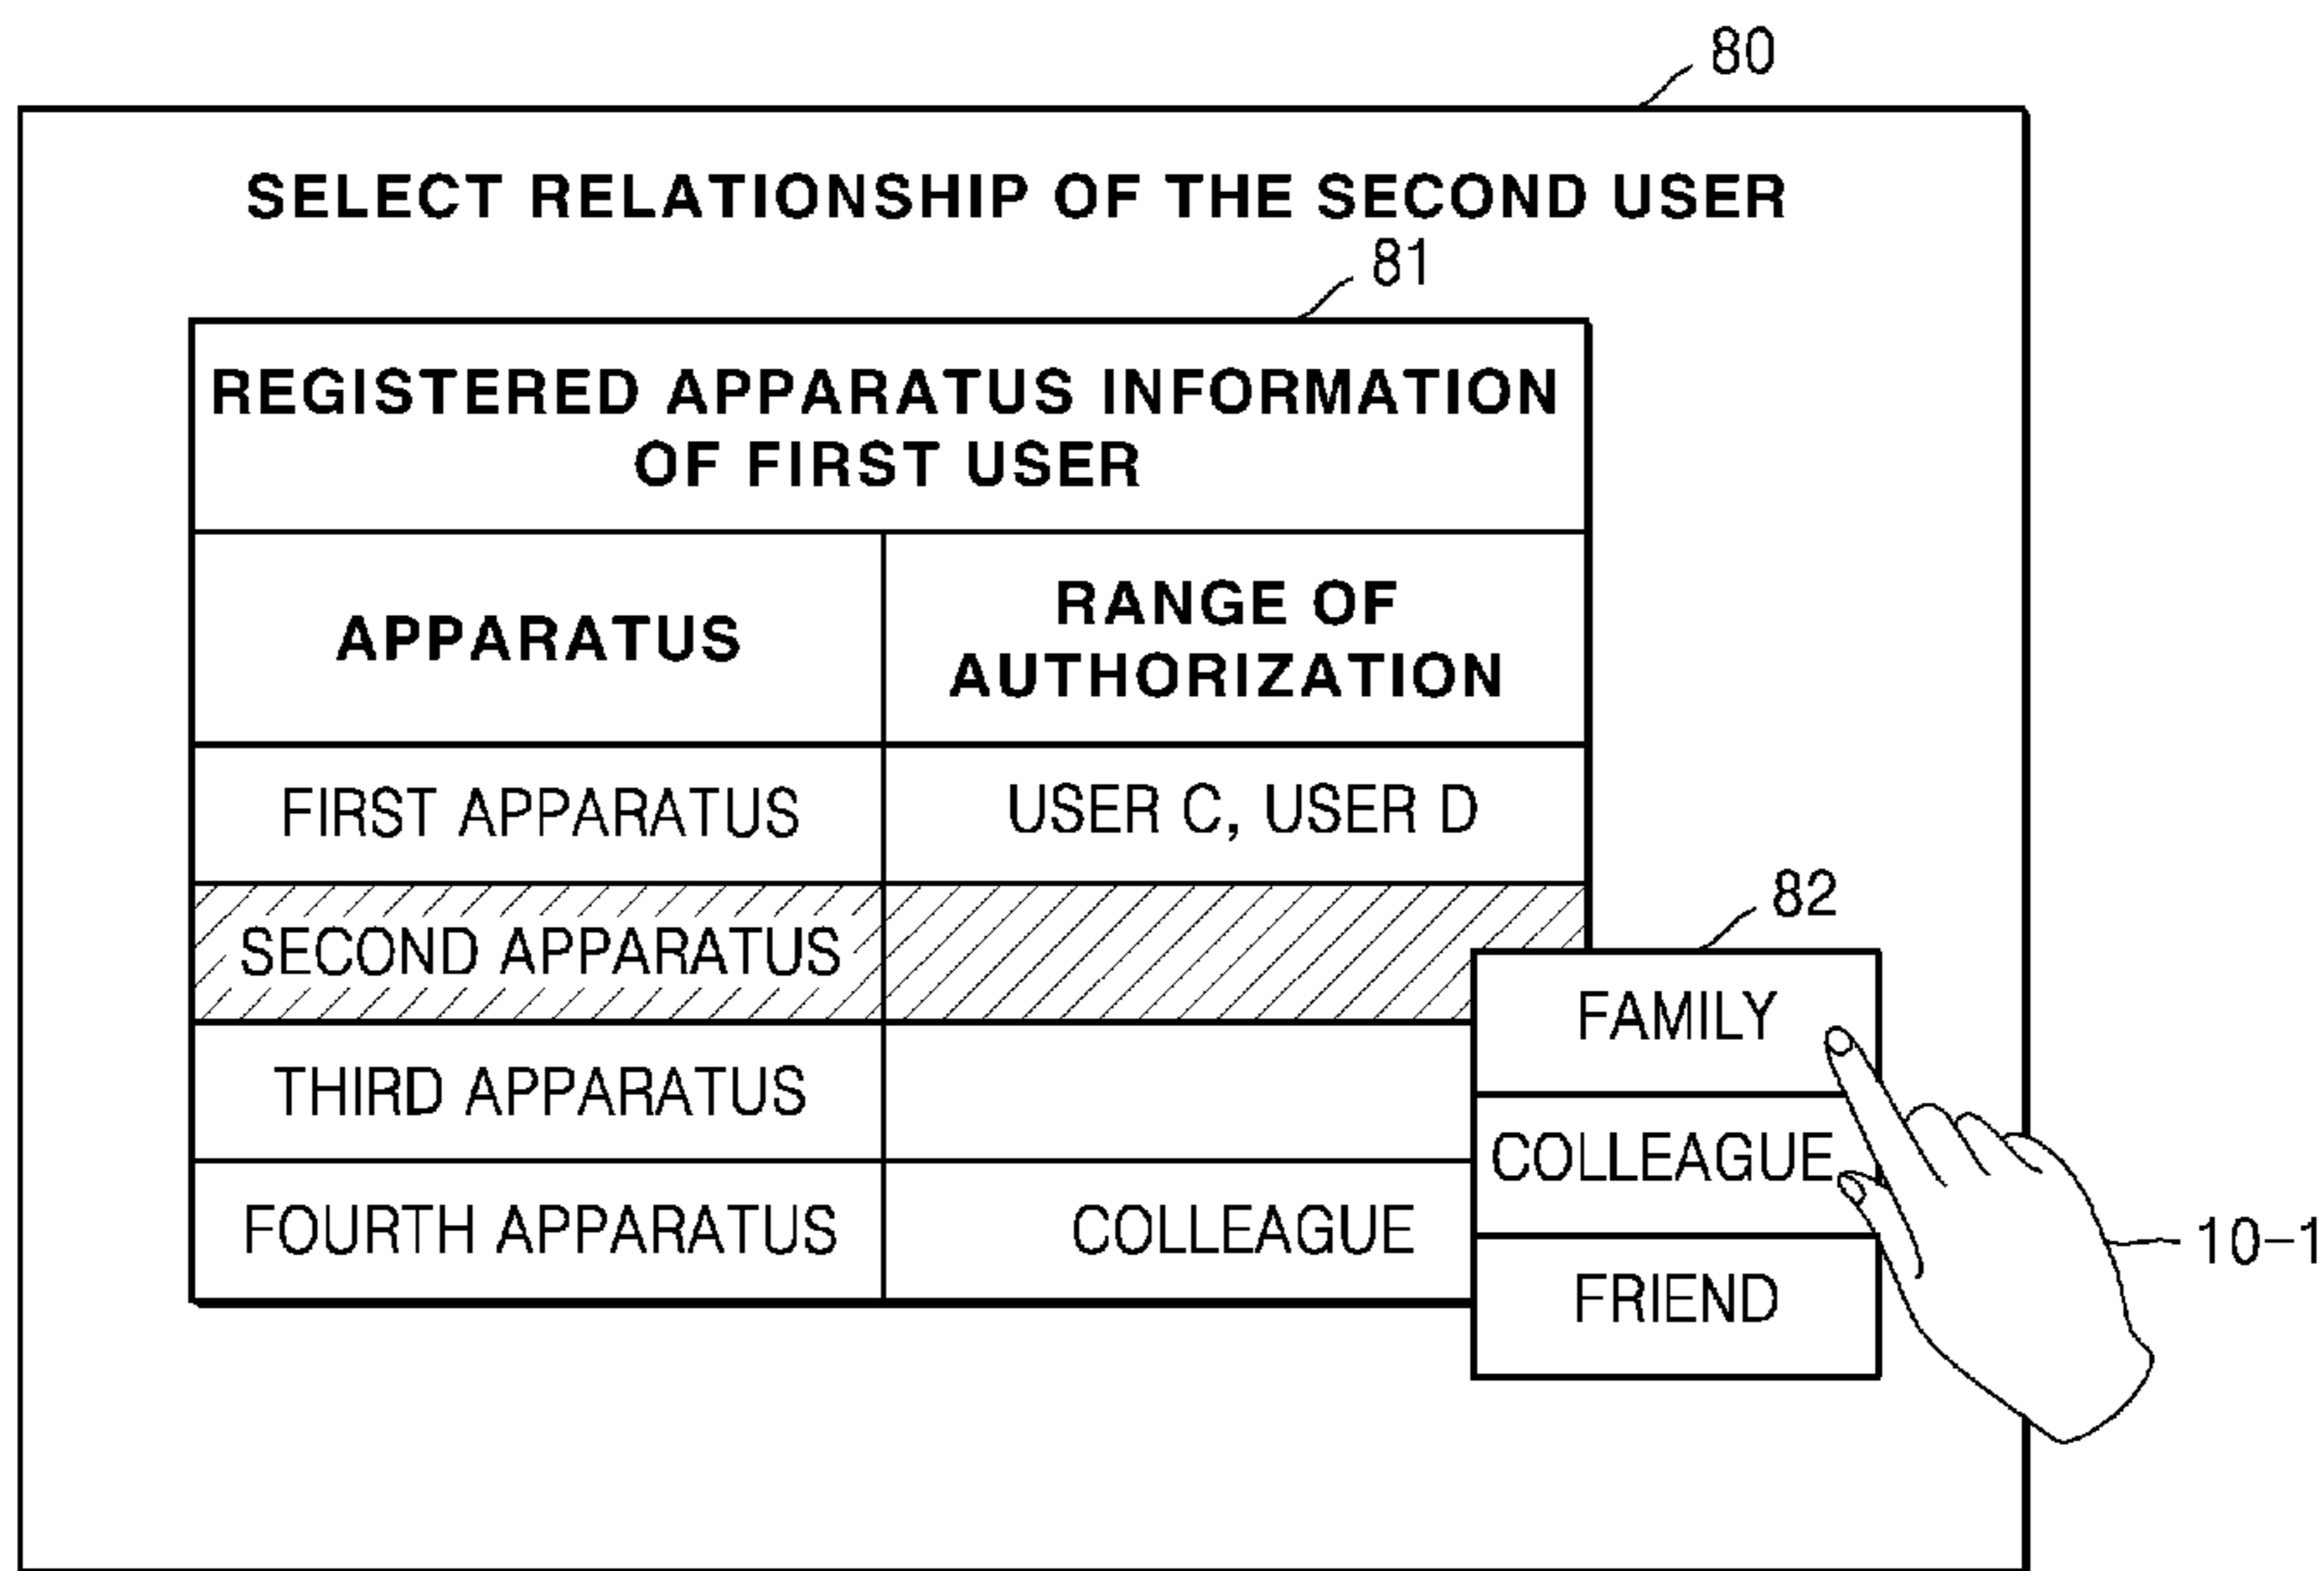 80
SELECT RELATIONSHIP OF THE SECOND USER
81
REGISTERED APPARATUS INFORMATION
OF FIRST USER
APPARATUS
RANGE OF
AUTHORIZATION
FIRST APPARATUS
USER C, USER D
SECOND APPARATUS
THIRD APPARATUS
FOURTH APPARATUS
COLLEAGUE
82
FAMILY
COLLEAGUE
FRIEND
10-1